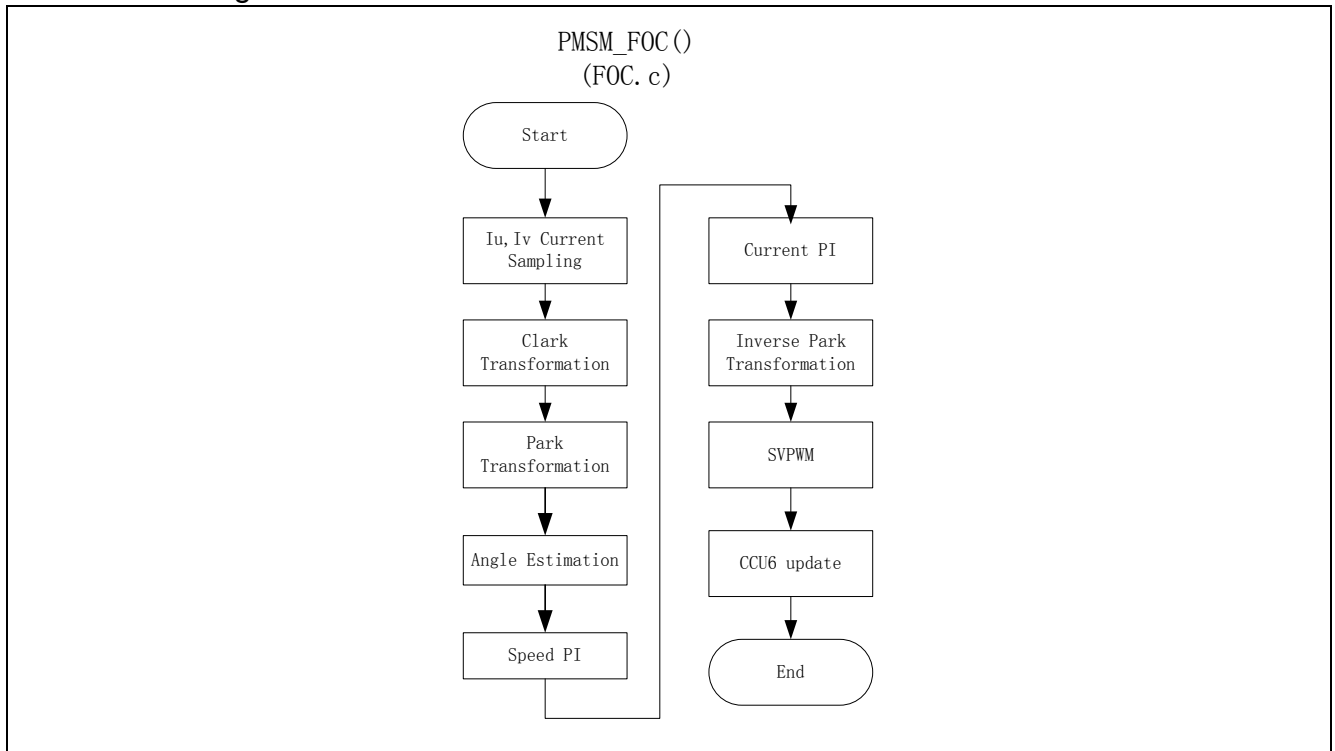 PMSM_FOC()
(FOC.c)
Start
Iu,Iv Current
Sampling
Clark
Transformation
Park
Transformation
Angle Estimation
Speed PI
Current PI
Inverse Park
Transformation
SVPWM
CCU6 update
End